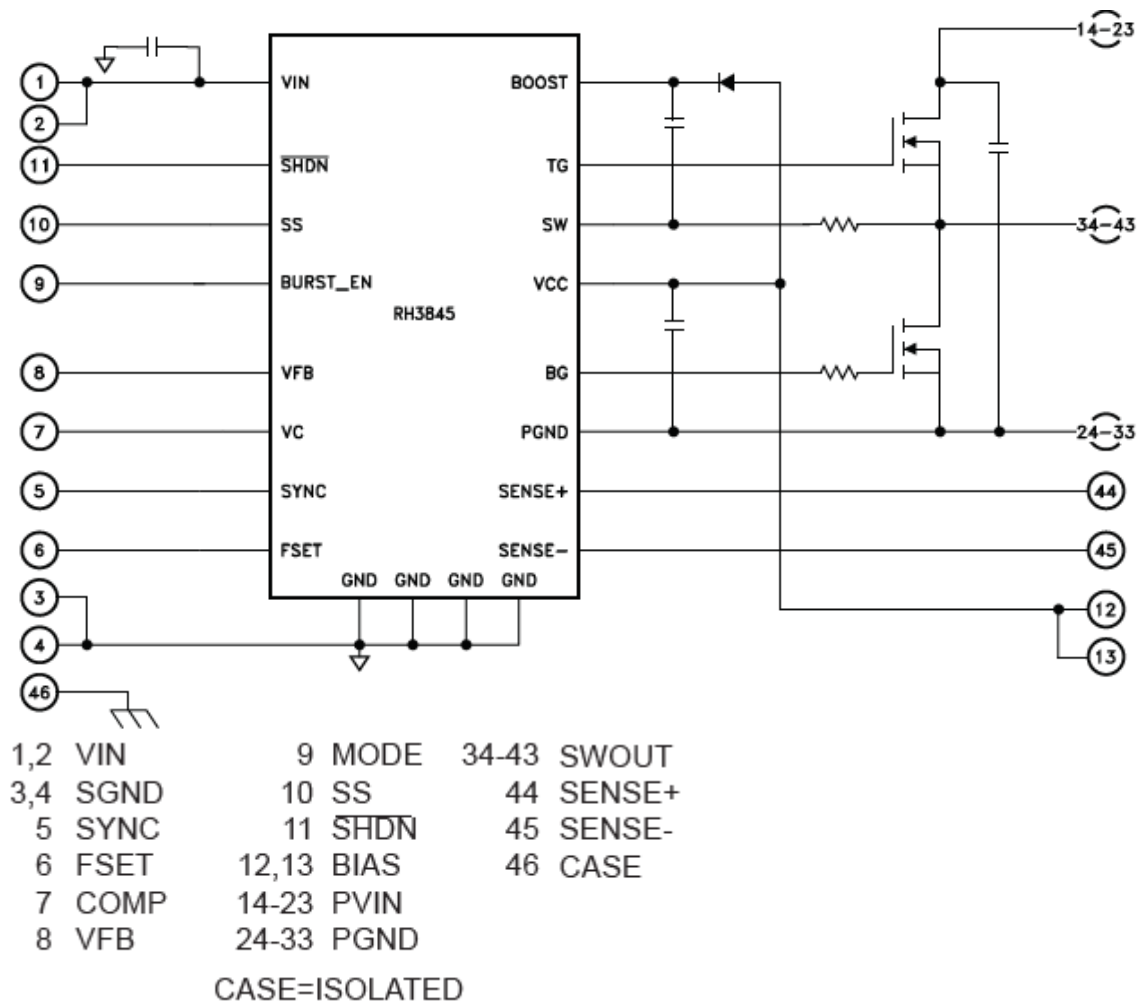 14-23
1
VIN
BOOST
2
11
SHDN
TG
10
SS
SW
34-43
9
BURST_EN
VCC
RH3845
8
VFB
BG
7
VC
PGND
24-33
5
SYNC
SENSE+
44
6
FSET
SENSE-
45
GND GND GND GND
3
12
4
13
46
1,2 VIN 9 MODE 34-43 SWOUT
3,4 SGND 10 SS 44 SENSE+
5 SYNC 11 SHDN 45 SENSE-
6 FSET 12,13 BIAS 46 CASE
7 COMP 14-23 PVIN
8 VFB 24-33 PGND
CASE=ISOLATED